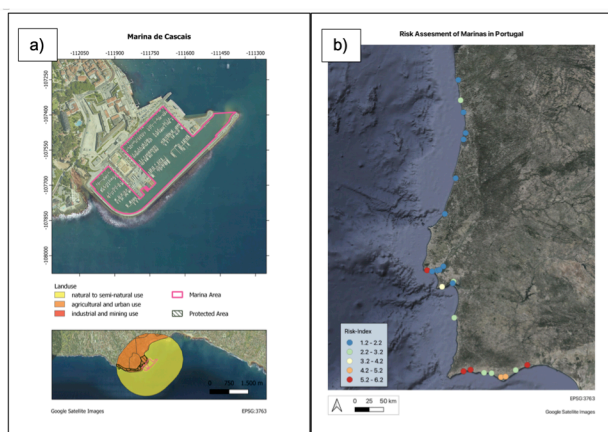 a)
Marina de Cascais
-112050 -111900 -111750 -111600 -111450 -111300
-107250
-107400
-107550
-107700
-107850
-108000
Landuse
natural to semi-natural use
agricultural and urban use
industrial and mining use
Marina Area
Protected Area
0 750 1.500 m
Google Satellite Images
EPSG:3763
b)
Risk Assesment of Marinas in Portugal
Risk-Index
1.2 - 2.2
2.2 - 3.2
3.2 - 4.2
4.2 - 5.2
5.2 - 6.2
0 25 50 km
EPSG:3763
Google Satellite Images